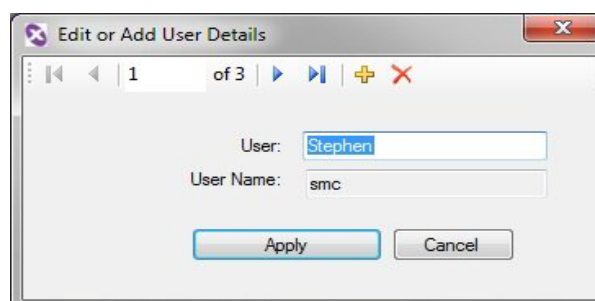 Edit or Add User Details
1 of 3
User: Stephen
User Name: smc
Apply Cancel